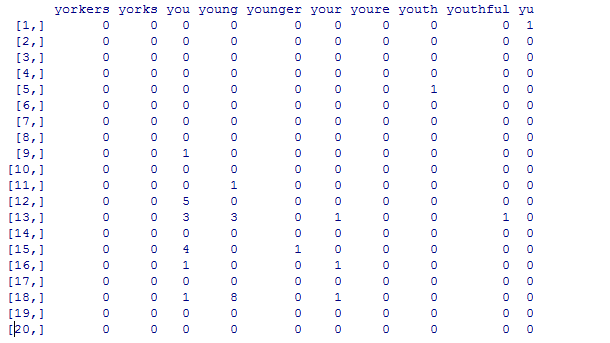 yorkers yorks you young younger your youre youth youthful yu
[1,] 0 0 0 0 0 0 0 0 0 1
[2,] 0 0 0 0 0 0 0 0 0 0
[3,] 0 0 0 0 0 0 0 0 0 0
[4,] 0 0 0 0 0 0 0 0 0 0
[5,] 0 0 0 0 0 0 0 1 0 0
[6,] 0 0 0 0 0 0 0 0 0 0
[7,] 0 0 0 0 0 0 0 0 0 0
[8,] 0 0 0 0 0 0 0 0 0 0
[9,] 0 0 1 0 0 0 0 0 0 0
[10,] 0 0 0 0 0 0 0 0 0 0
[11,] 0 0 0 1 0 0 0 0 0 0
[12,] 0 0 5 0 0 0 0 0 0 0
[13,] 0 0 3 3 0 1 0 0 1 0
[14,] 0 0 0 0 0 0 0 0 0 0
[15,] 0 0 4 0 1 0 0 0 0 0
[16,] 0 0 1 0 0 1 0 0 0 0
[17,] 0 0 0 0 0 0 0 0 0 0
[18,] 0 0 1 8 0 1 0 0 0 0
[19,] 0 0 0 0 0 0 0 0 0 0
[20,] 0 0 0 0 0 0 0 0 0 0